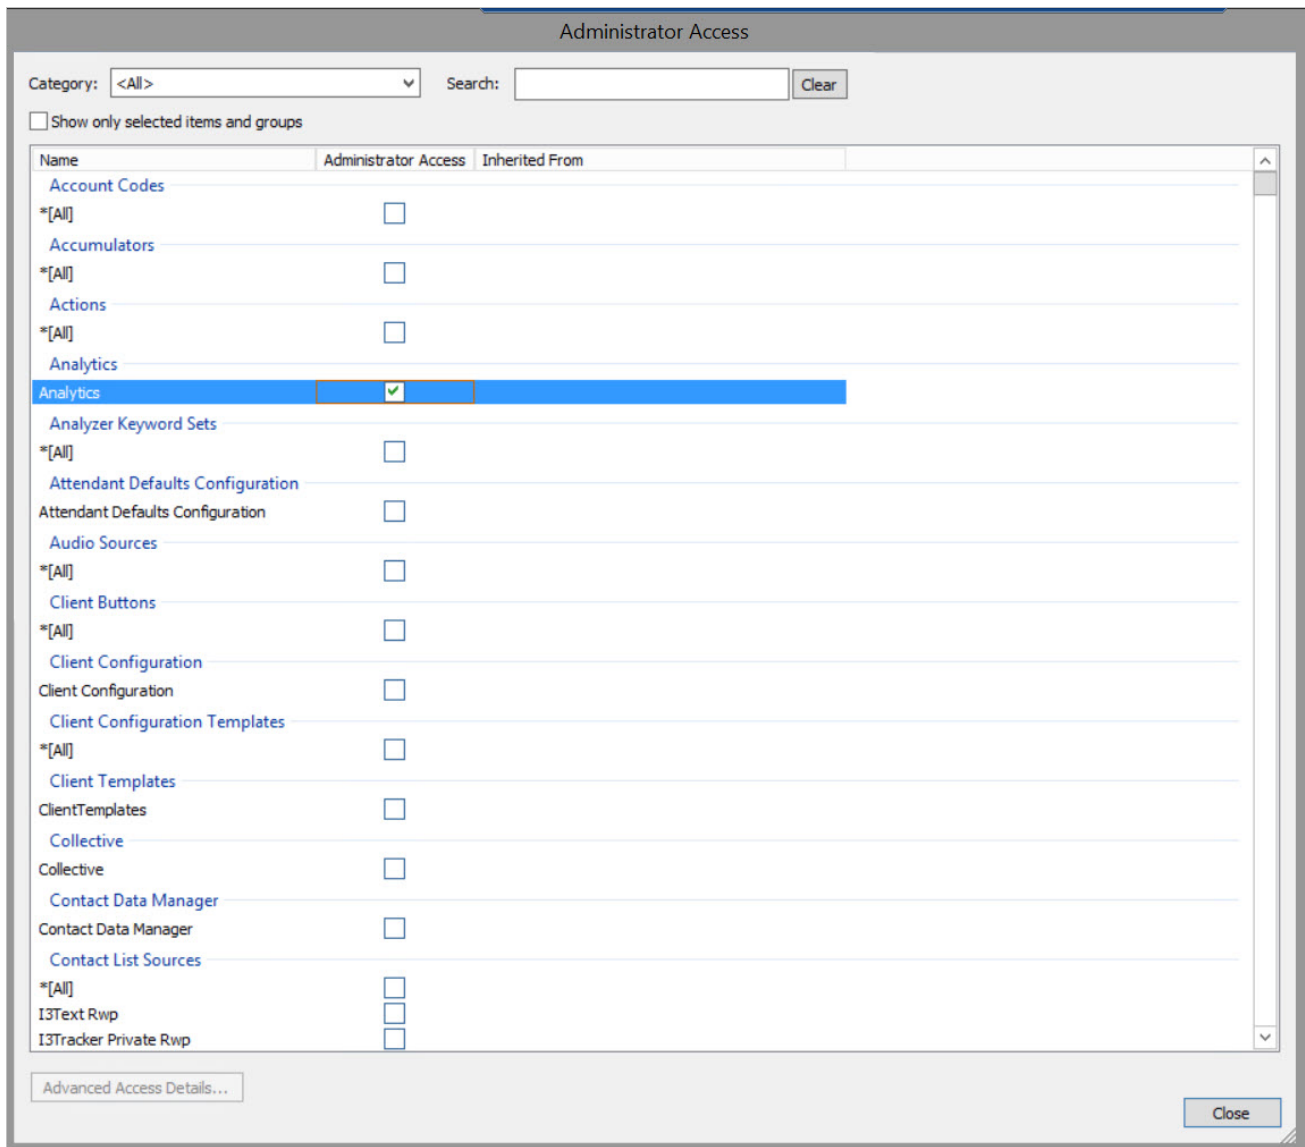 Administrator Access
Category: <All> Search: Clear
Show only selected items and groups
Name Administrator Access Inherited From
Account Codes
*[All]
Accumulators
*[All]
Actions
*[All]
Analytics
Analytics
Analyzer Keyword Sets
*[All]
Attendant Defaults Configuration
Attendant Defaults Configuration
Audio Sources
*[All]
Client Buttons
*[All]
Client Configuration
Client Configuration
Client Configuration Templates
*[All]
Client Templates
ClientTemplates
Collective
Collective
Contact Data Manager
Contact Data Manager
Contact List Sources
*[All]
I3Text Rwp
I3Tracker Private Rwp
Advanced Access Details...
Close